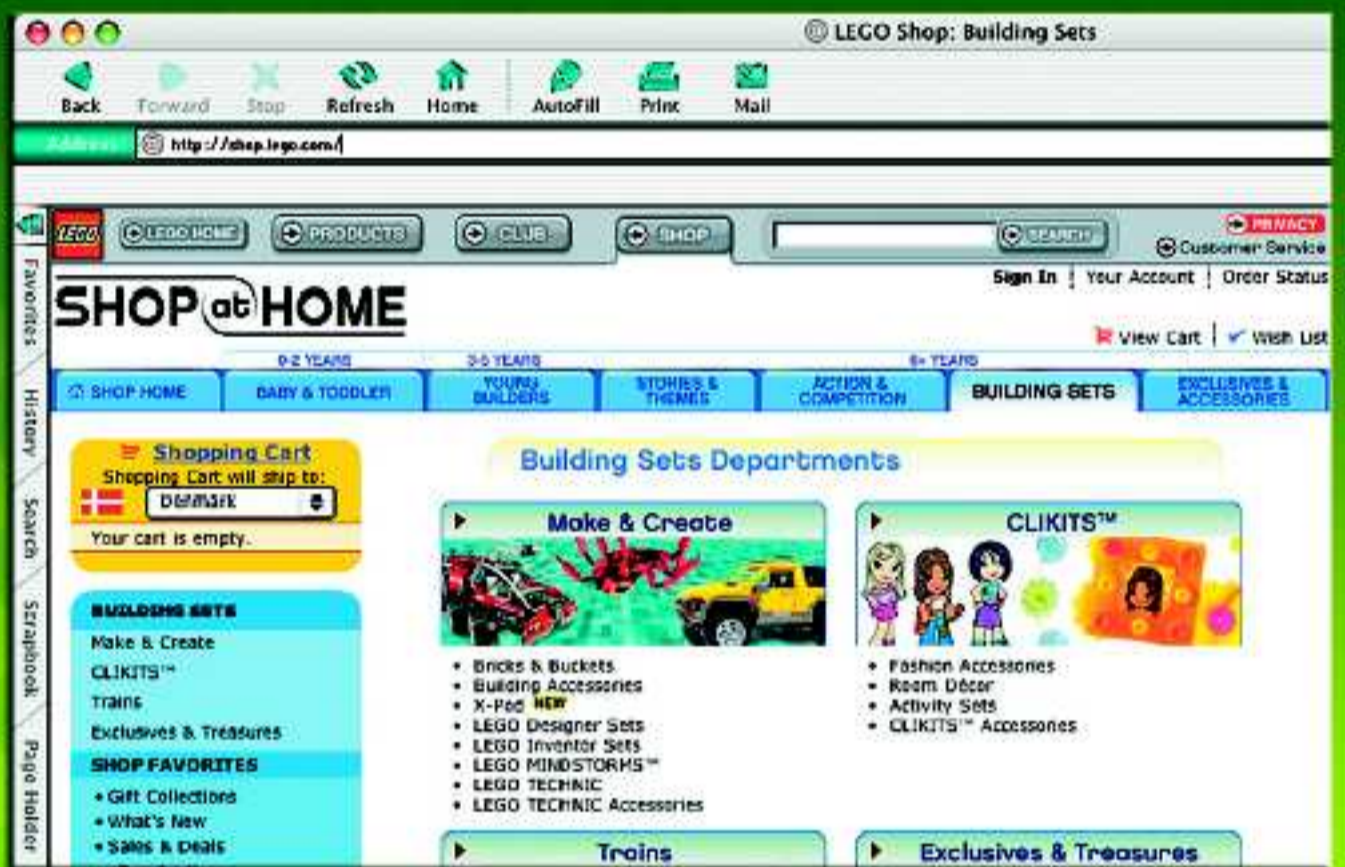 LEGO Shop: Building Sets
Back Forward Stop Refresh Home AutoFill Print Mail
Address http://shop.lego.com/
LEGO LEGO HOME PRODUCTS CLUB SHOP SEARCH PRIVACY
Customer Service
Sign In Your Account Order Status
SHOP at HOME
View Cart Wish List
0-2 YEARS 3-5 YEARS 6+ YEARS
SHOP HOME BABY & TODDLER YOUNG BUILDERS STORIES & THEMES ACTION & COMPETITION BUILDING SETS EXCLUSIVES & ACCESSORIES
Favorites
History
Search
Scrapbook
Page Holder
Shopping Cart
Shopping Cart will ship to:
Denmark
Your cart is empty.
BUILDING SETS
Make & Create
CLIKITS™
Trains
Exclusives & Treasures
SHOP FAVORITES
• Gift Collections
• What's New
• Sales & Deals
Building Sets Departments
Make & Create
• Bricks & Buckets
• Building Accessories
• X-Pod NEW
• LEGO Designer Sets
• LEGO Inventor Sets
• LEGO MINDSTORMS™
• LEGO TECHNIC
• LEGO TECHNIC Accessories
CLIKITS™
• Fashion Accessories
• Room Décor
• Activity Sets
• CLIKITS™ Accessories
Trains
Exclusives & Treasures